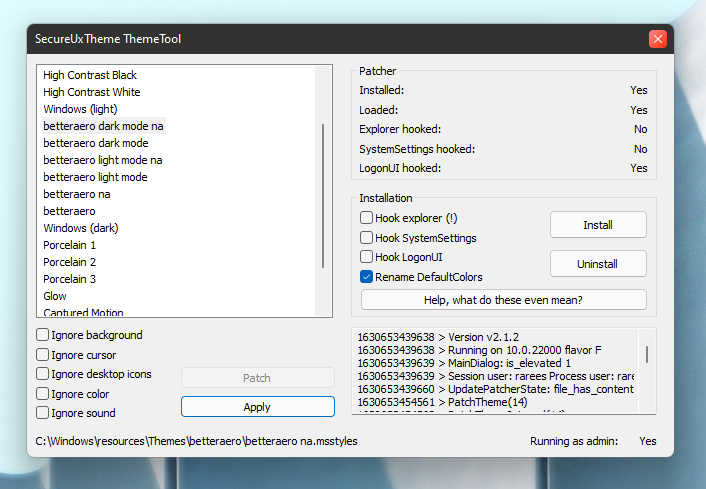 SecureUxTheme ThemeTool
High Contrast Black
High Contrast White
Windows (light)
betteraero dark mode na
betteraero dark mode
betteraero light mode na
betteraero light mode
betteraero na
betteraero
Windows (dark)
Porcelain 1
Porcelain 2
Porcelain 3
Glow
Captured Motion
Ignore background
Ignore cursor
Ignore desktop icons
Ignore color
Ignore sound
Patch
Apply
Patcher
Installed: Yes
Loaded: Yes
Explorer hooked: No
SystemSettings hooked: No
LogonUI hooked: Yes
Installation
Hook explorer (!)
Hook SystemSettings
Hook LogonUI
Rename DefaultColors
Install
Uninstall
Help, what do these even mean?
1630653439638 > Version v2.1.2
1630653439638 > Running on 10.0.22000 flavor F
1630653439639 > MainDialog: is_elevated 1
1630653439639 > Session user: rarees Process user: rare
1630653439660 > UpdatePatcherState: file_has_content
1630653454561 > PatchTheme(14)
C:\Windows\resources\Themes\betteraero\betteraero na.msstyles
Running as admin: Yes